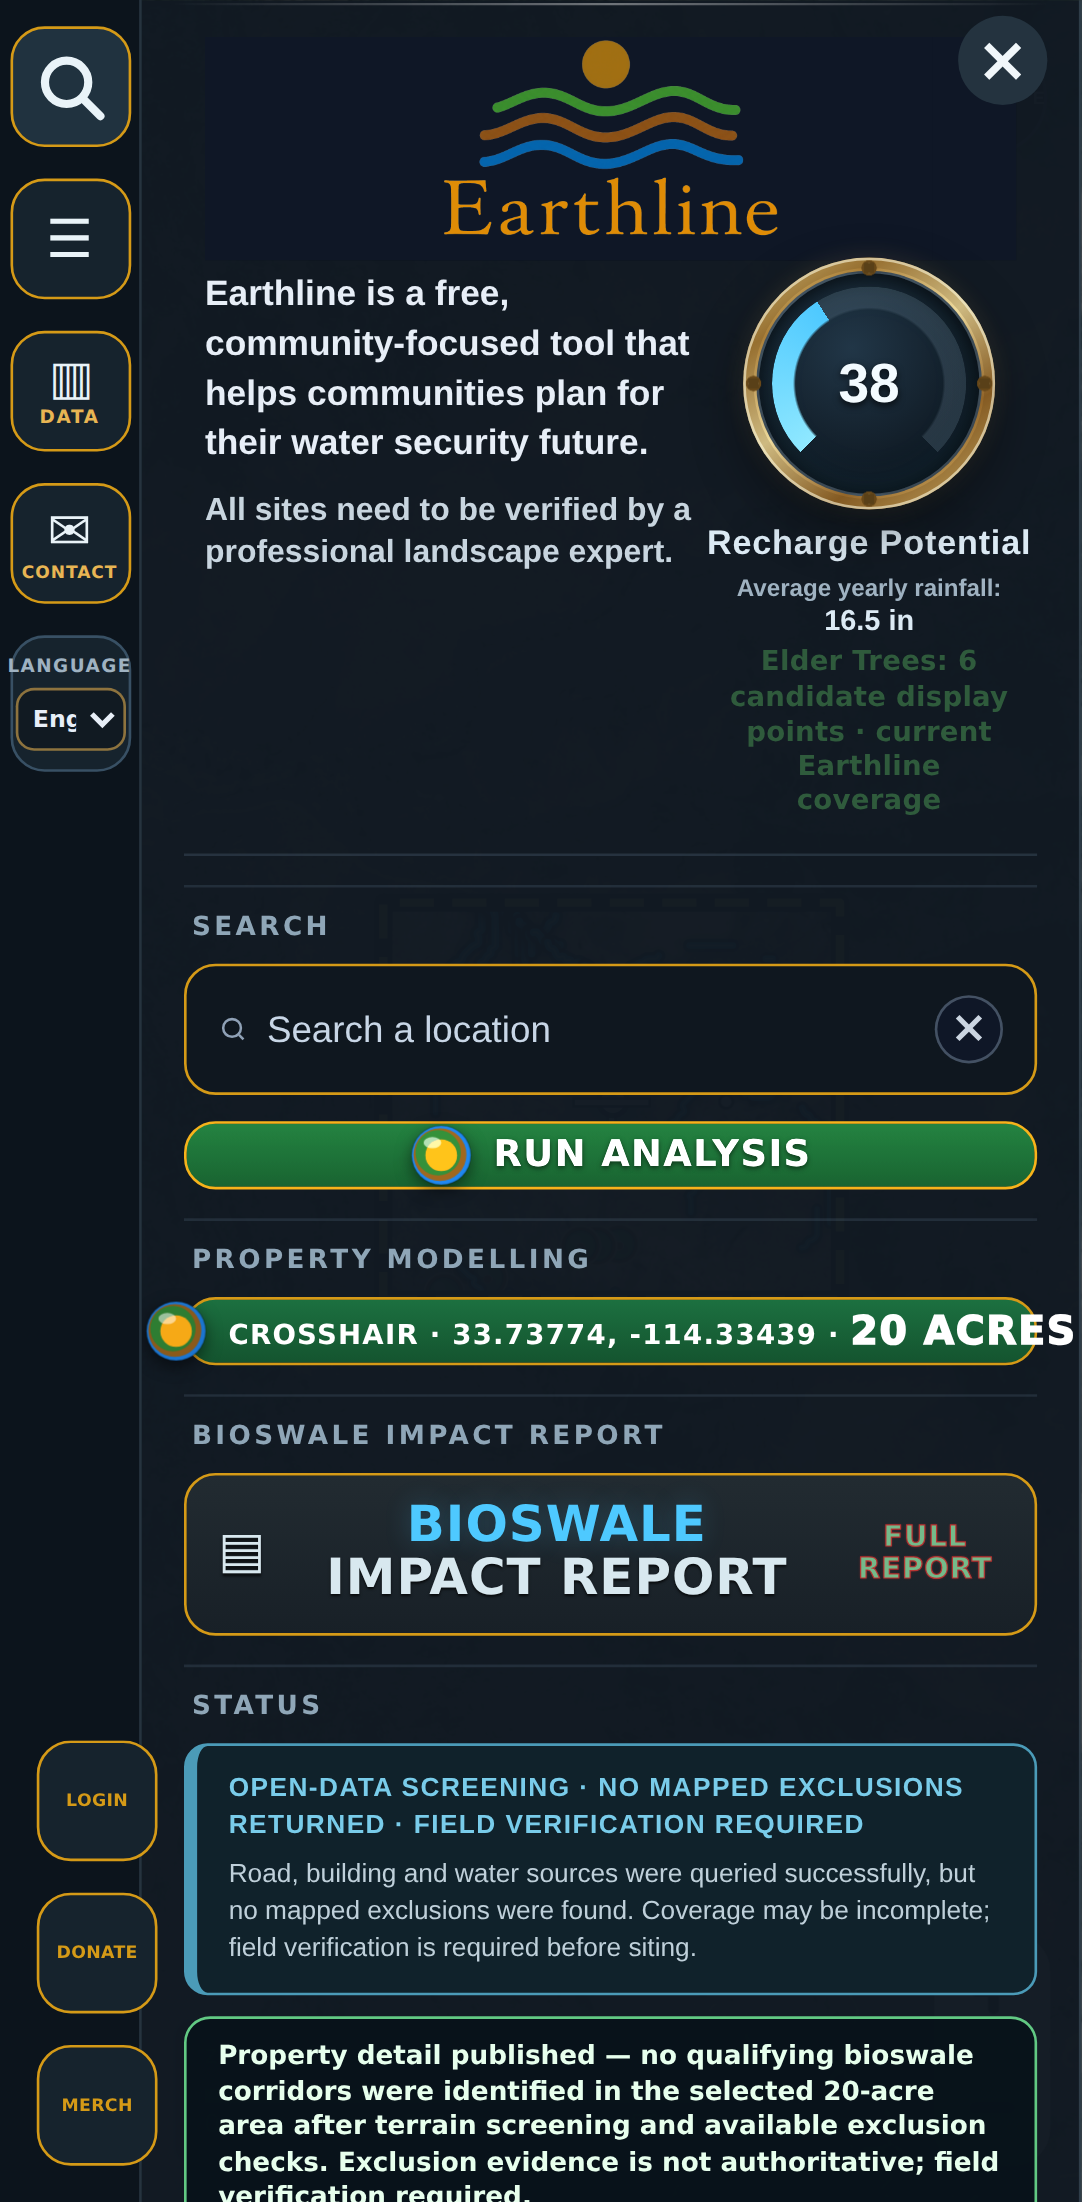 Earthline
Earthline is a free,
community-focused tool that
helps communities plan for
their water security future.
All sites need to be verified by a
professional landscape expert.
38
Recharge Potential
Average yearly rainfall:
16.5 in
Elder Trees: 6
candidate display
points · current
Earthline
coverage
DATA
CONTACT
LANGUAGE
Eng
SEARCH
Search a location
RUN ANALYSIS
PROPERTY MODELLING
CROSSHAIR · 33.73774, -114.33439 · 20 ACRES
BIOSWALE IMPACT REPORT
BIOSWALE
IMPACT REPORT
FULL
REPORT
STATUS
OPEN-DATA SCREENING · NO MAPPED EXCLUSIONS
RETURNED · FIELD VERIFICATION REQUIRED
Road, building and water sources were queried successfully, but
no mapped exclusions were found. Coverage may be incomplete;
field verification is required before siting.
LOGIN
DONATE
MERCH
Property detail published — no qualifying bioswale
corridors were identified in the selected 20-acre
area after terrain screening and available exclusion
checks. Exclusion evidence is not authoritative; field
verification required.